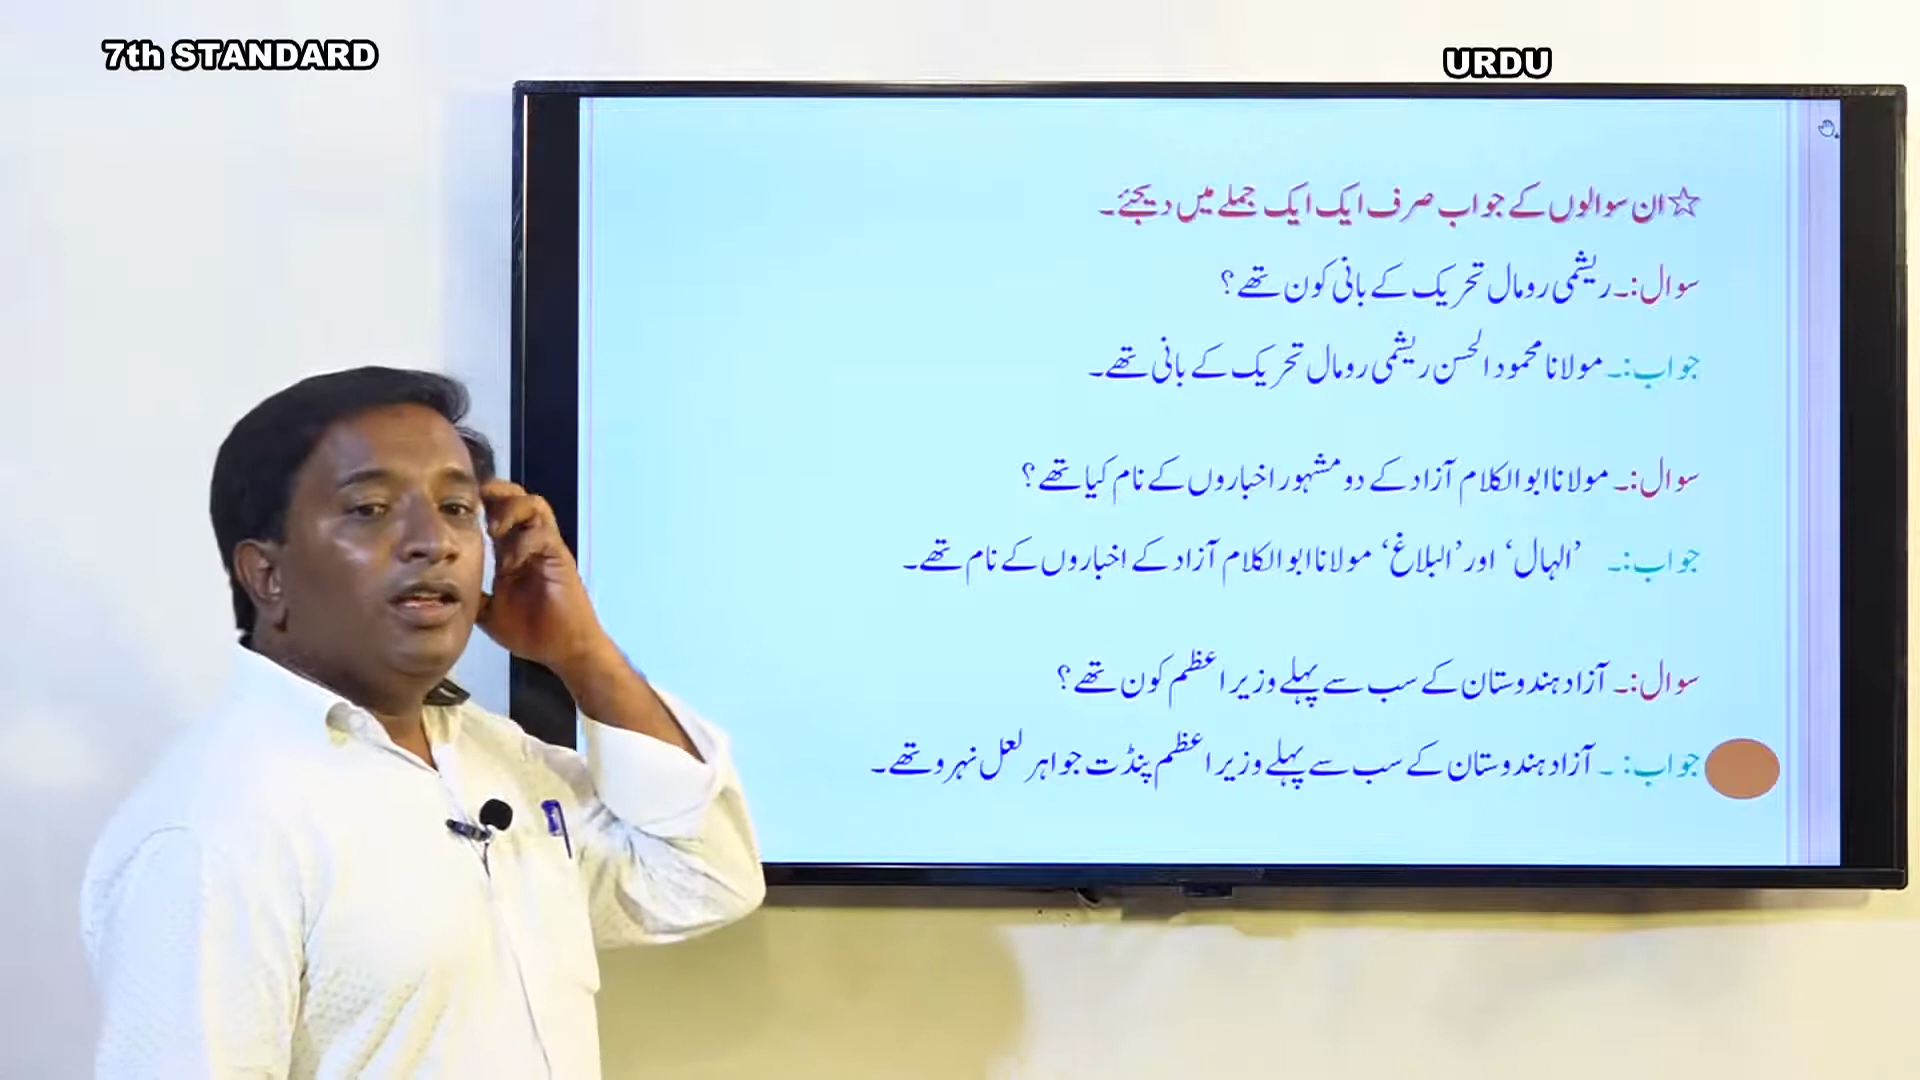 7th STANDARD
URDU
☆ ان سوالوں کے جواب صرف ایک ایک جملے میں دیجئے۔
سوال:۔ ریشمی رومال تحریک کے بانی کون تھے؟
جواب:۔ مولانا محمود الحسن ریشمی رومال تحریک کے بانی تھے۔
سوال:۔ مولانا ابوالکلام آزاد کے دو مشہور اخباروں کے نام کیا تھے؟
جواب:۔ ’الہال‘ اور ’البلاغ‘ مولانا ابوالکلام آزاد کے اخباروں کے نام تھے۔
سوال:۔ آزاد ہندوستان کے سب سے پہلے وزیر اعظم کون تھے؟
جواب:۔ آزاد ہندوستان کے سب سے پہلے وزیر اعظم پنڈت جواہر لعل نہرو تھے۔